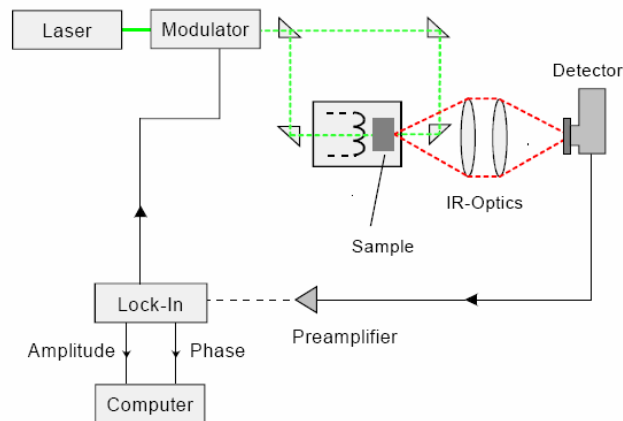 Laser
Modulator
Detector
IR-Optics
Sample
Lock-In
Preamplifier
Amplitude
Phase
Computer